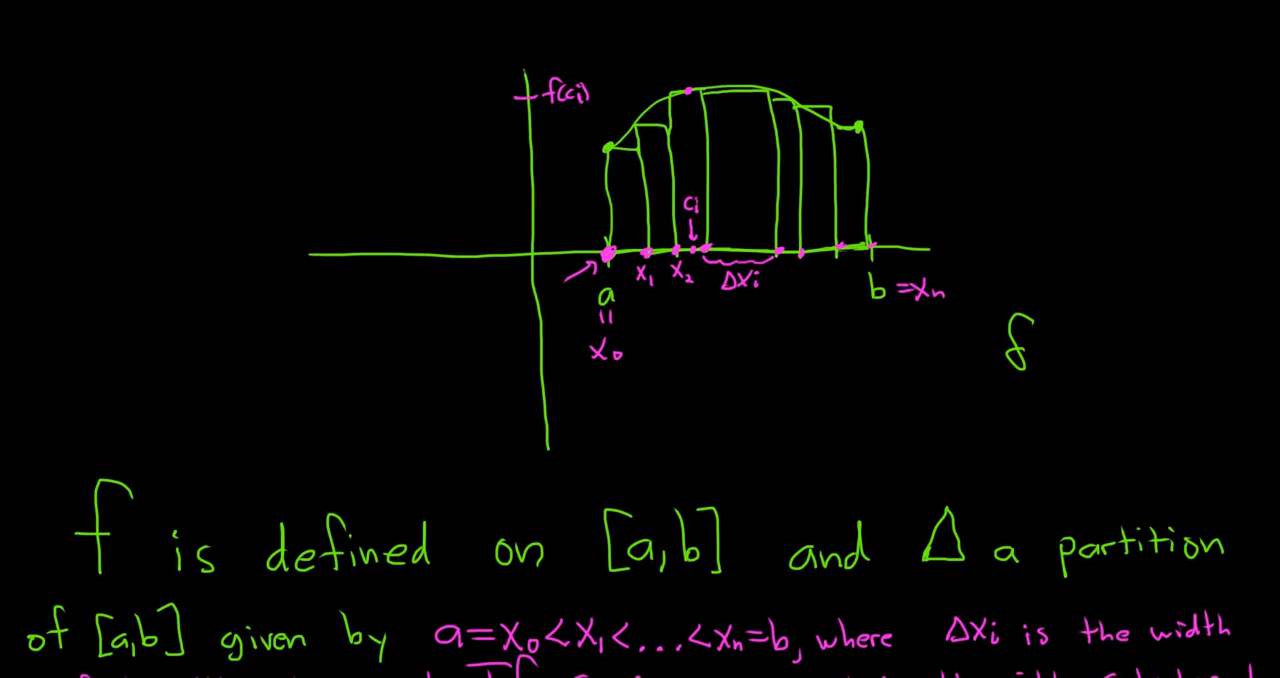 f(ci)
ci
x₁ x₂ Δxi
a b = xn
=
x₀
f
f is defined on [a,b] and Δ a partition
of [a,b] given by a=x₀<x₁<...<xn=b, where Δxi is the width